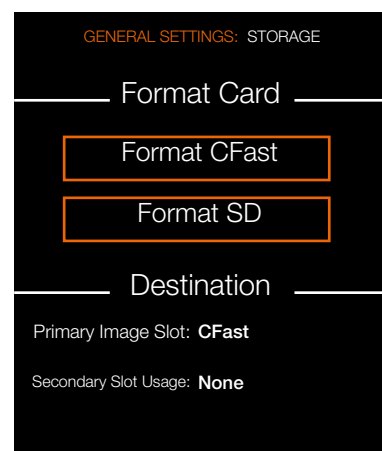 GENERAL SETTINGS: STORAGE
Format Card
Format CFast
Format SD
Destination
Primary Image Slot: CFast
Secondary Slot Usage: None